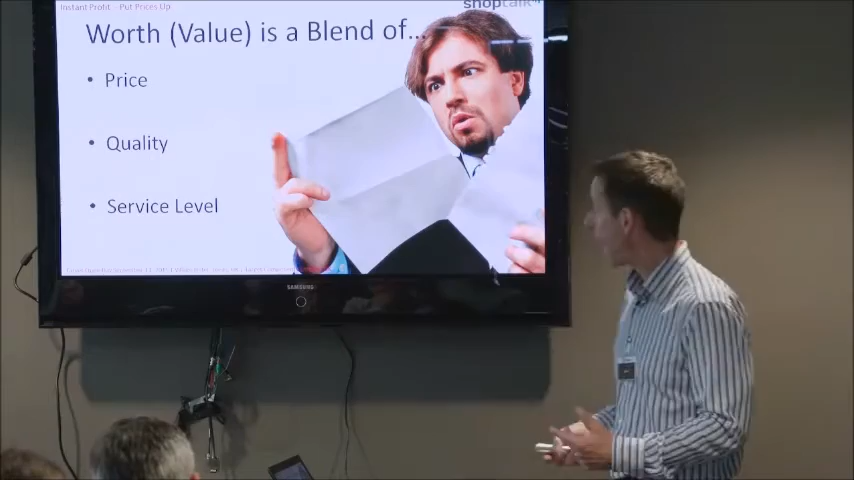 Instant Profit Put Prices Up
shoptalk
Worth (Value) is a Blend of...
• Price
• Quality
• Service Level
SAMSUNG